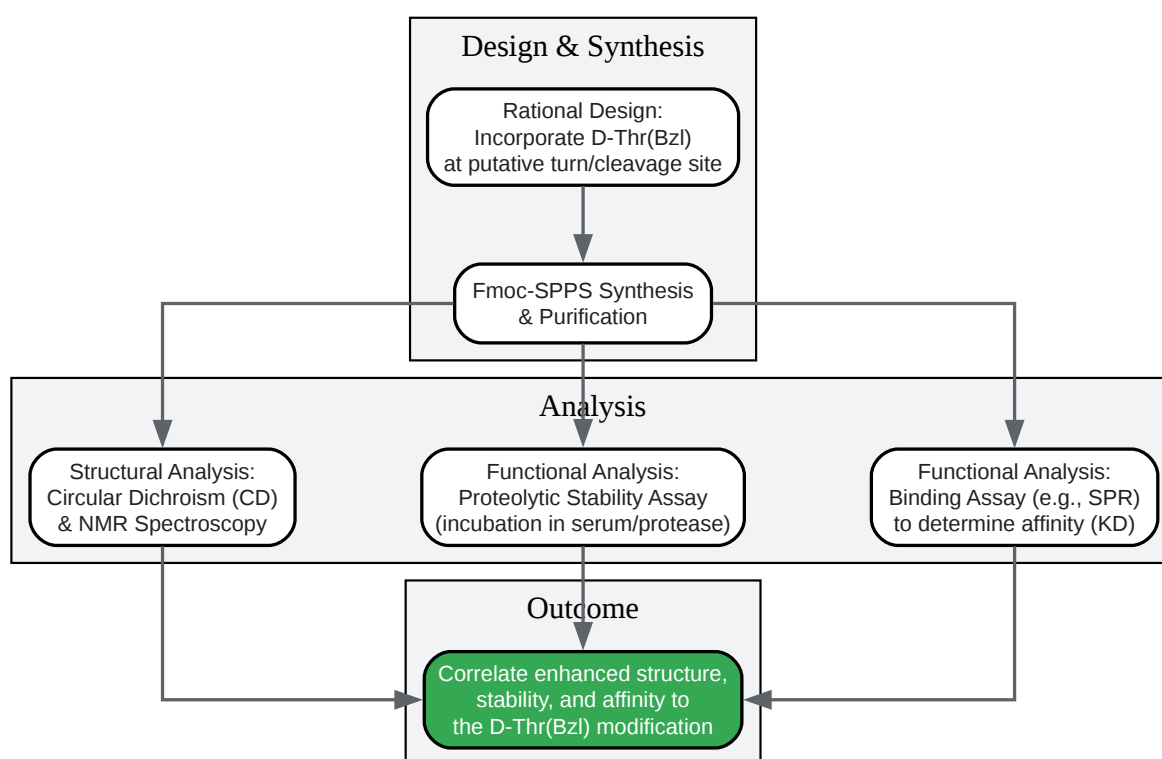 Design & Synthesis
Rational Design:
Incorporate D-Thr(Bzl)
at putative turn/cleavage site
Fmoc-SPPS Synthesis
& Purification
Analysis
Structural Analysis:
Circular Dichroism (CD)
& NMR Spectroscopy
Functional Analysis:
Proteolytic Stability Assay
(incubation in serum/protease)
Functional Analysis:
Binding Assay (e.g., SPR)
to determine affinity (KD)
Outcome
Correlate enhanced structure,
stability, and affinity to
the D-Thr(Bzl) modification